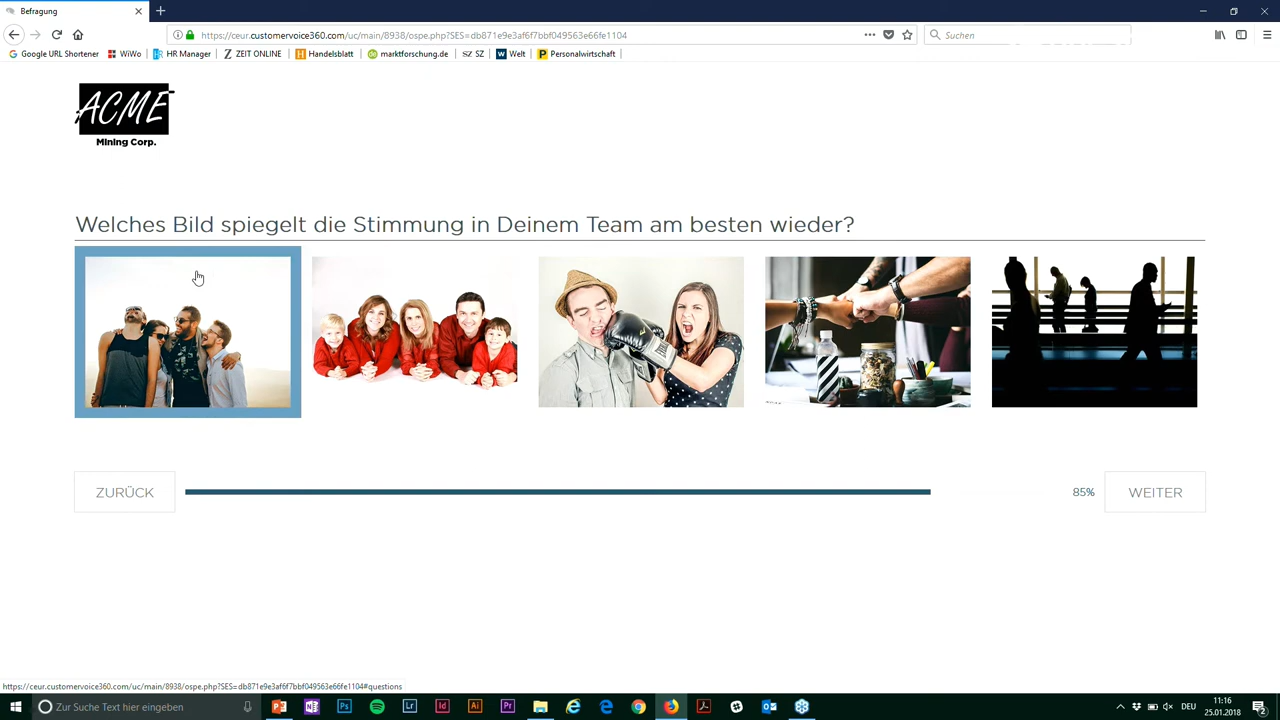 Befragung
https://ceur.customervoice360.com/uc/main/8938/ospe.php?SES=db871e9e3af6f7bbf049563e66fe1104
Suchen
Google URL Shortener
WiWo
HR Manager
ZEIT ONLINE
Handelsblatt
marktforschung.de
SZ SZ
Welt
Personalwirtschaft
ACME
Mining Corp.
Welches Bild spiegelt die Stimmung in Deinem Team am besten wieder?
ZURÜCK
85%
WEITER
https://ceur.customervoice360.com/uc/main/8938/ospe.php?SES=db871e9e3af6f7bbf049563e66fe1104#questions
Zur Suche Text hier eingeben
DEU
11:16
25.01.2018